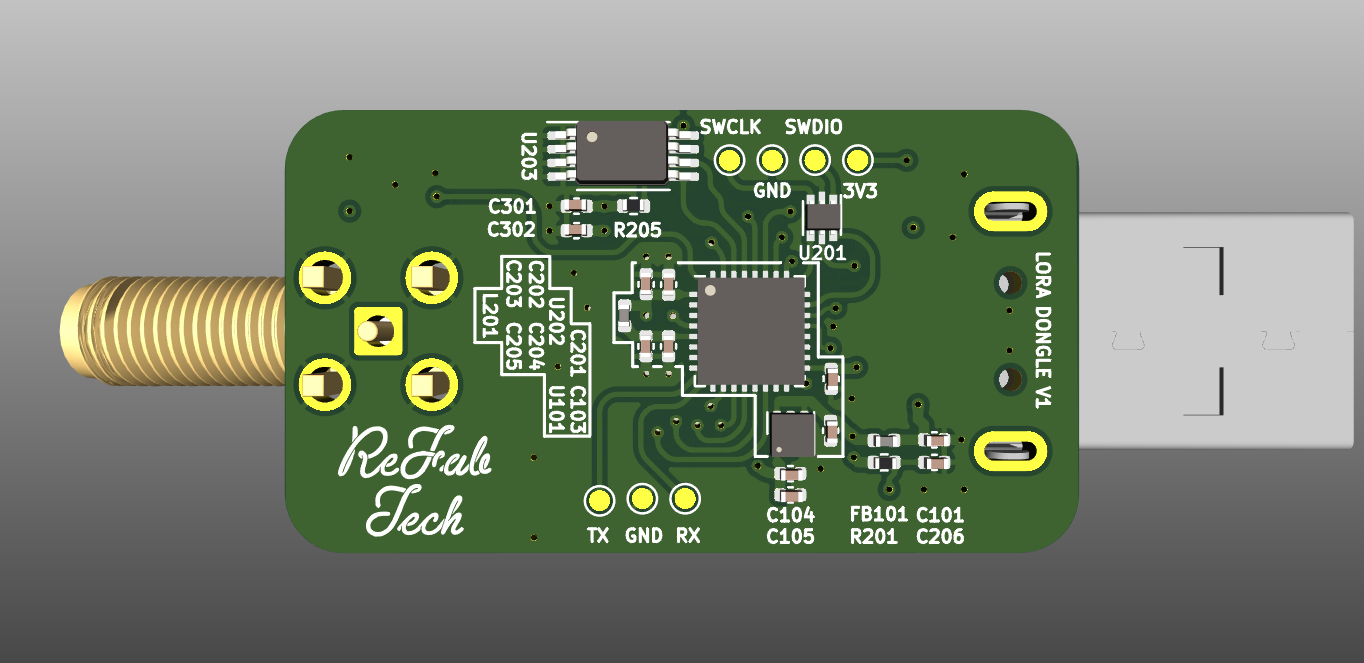 SWCLK SWDIO
U203
GND 3V3
C301
C302 R205
U201
C203 C202
L201 U202
C205 C204 C201
U101 C103
LORA DONGLE V1
ReFab
Tech
TX GND RX
C104 FB101 C101
C105 R201 C206